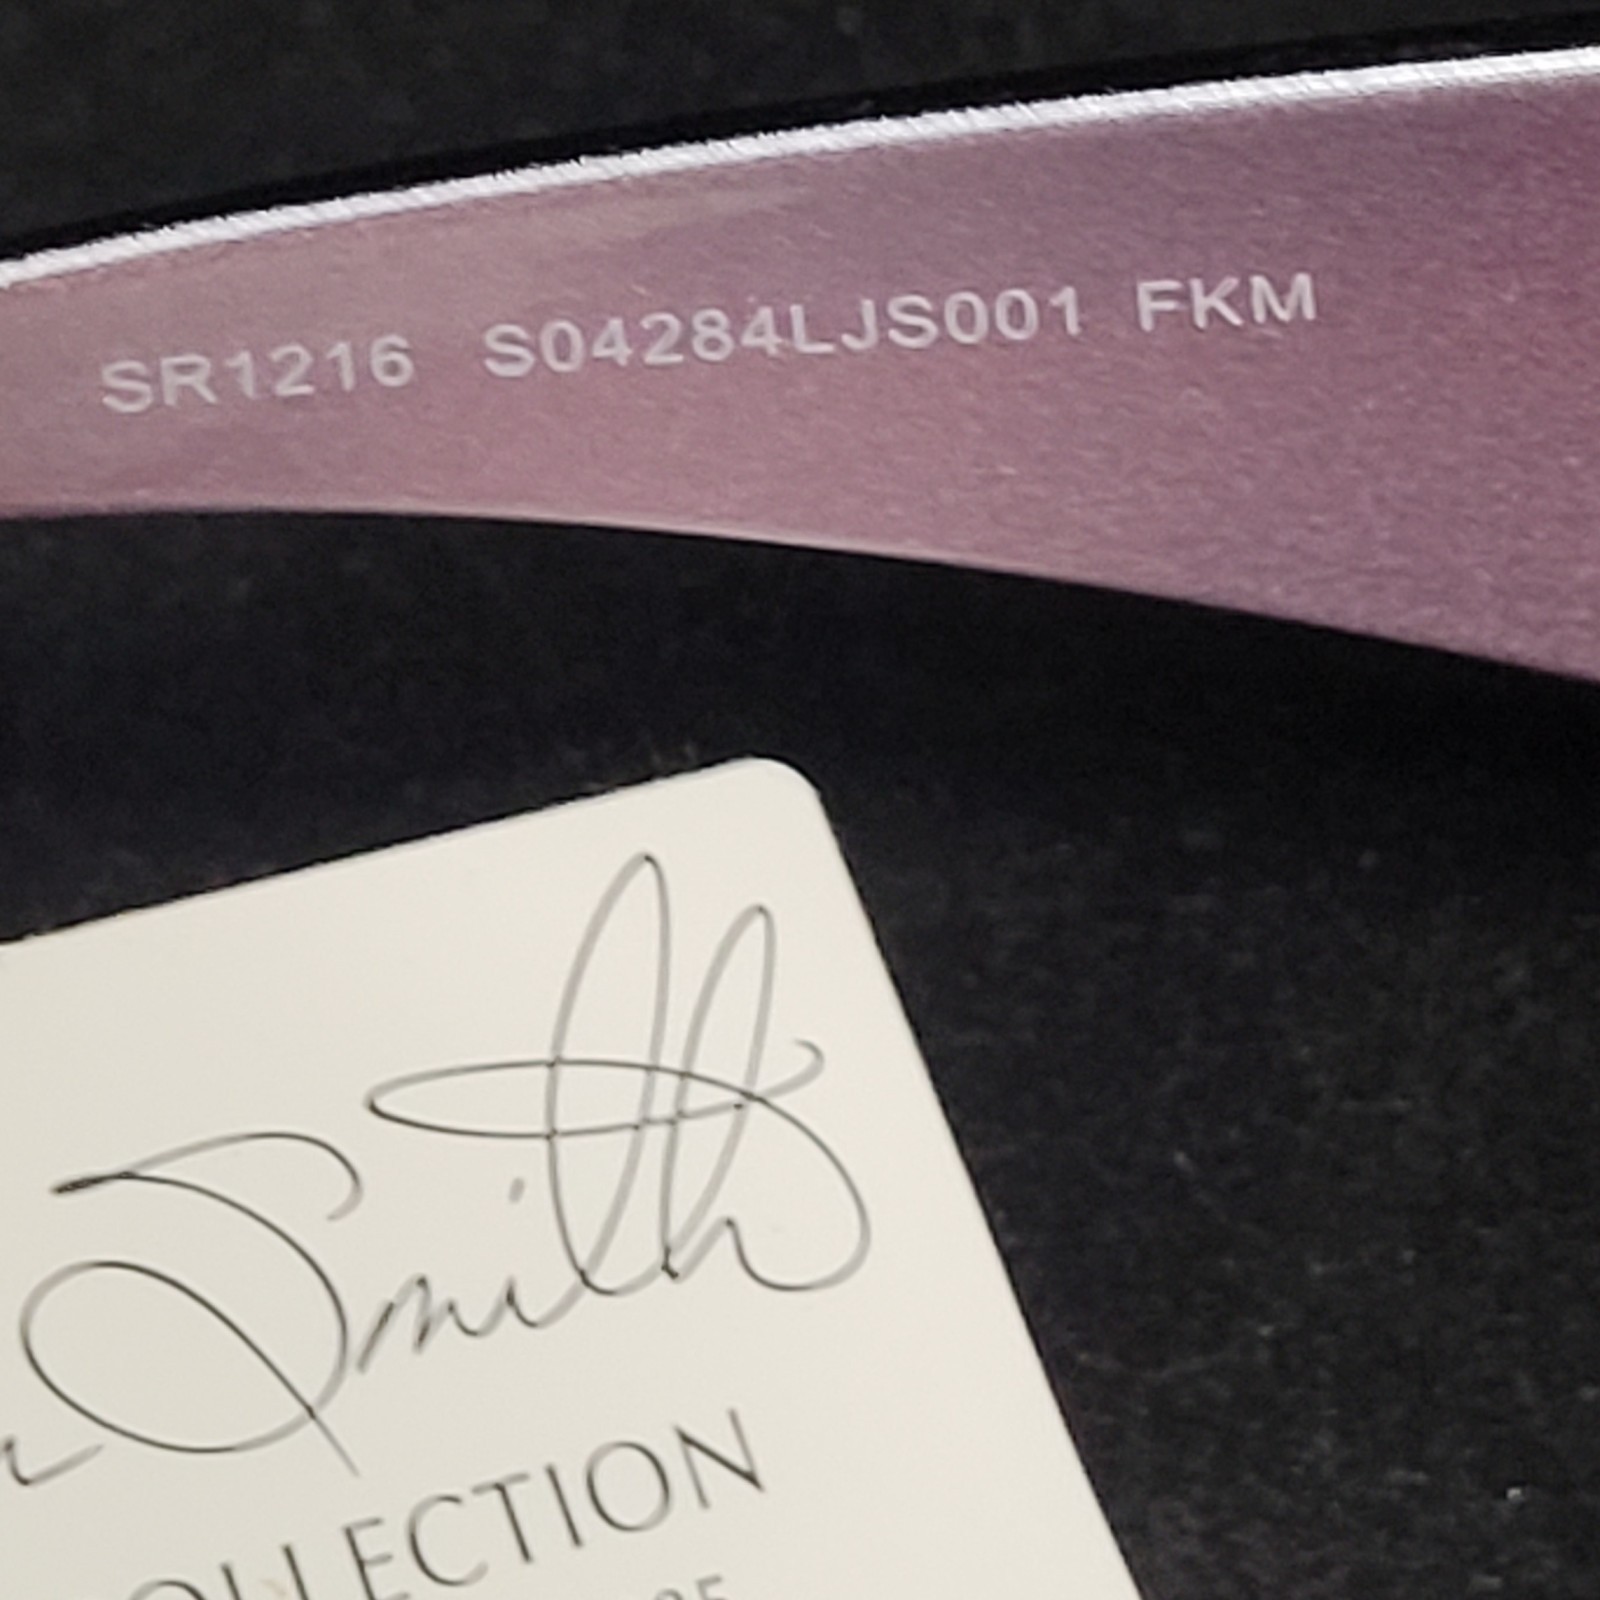 SR1216 S04284LJS001 FKM
Smith
OLLECTION